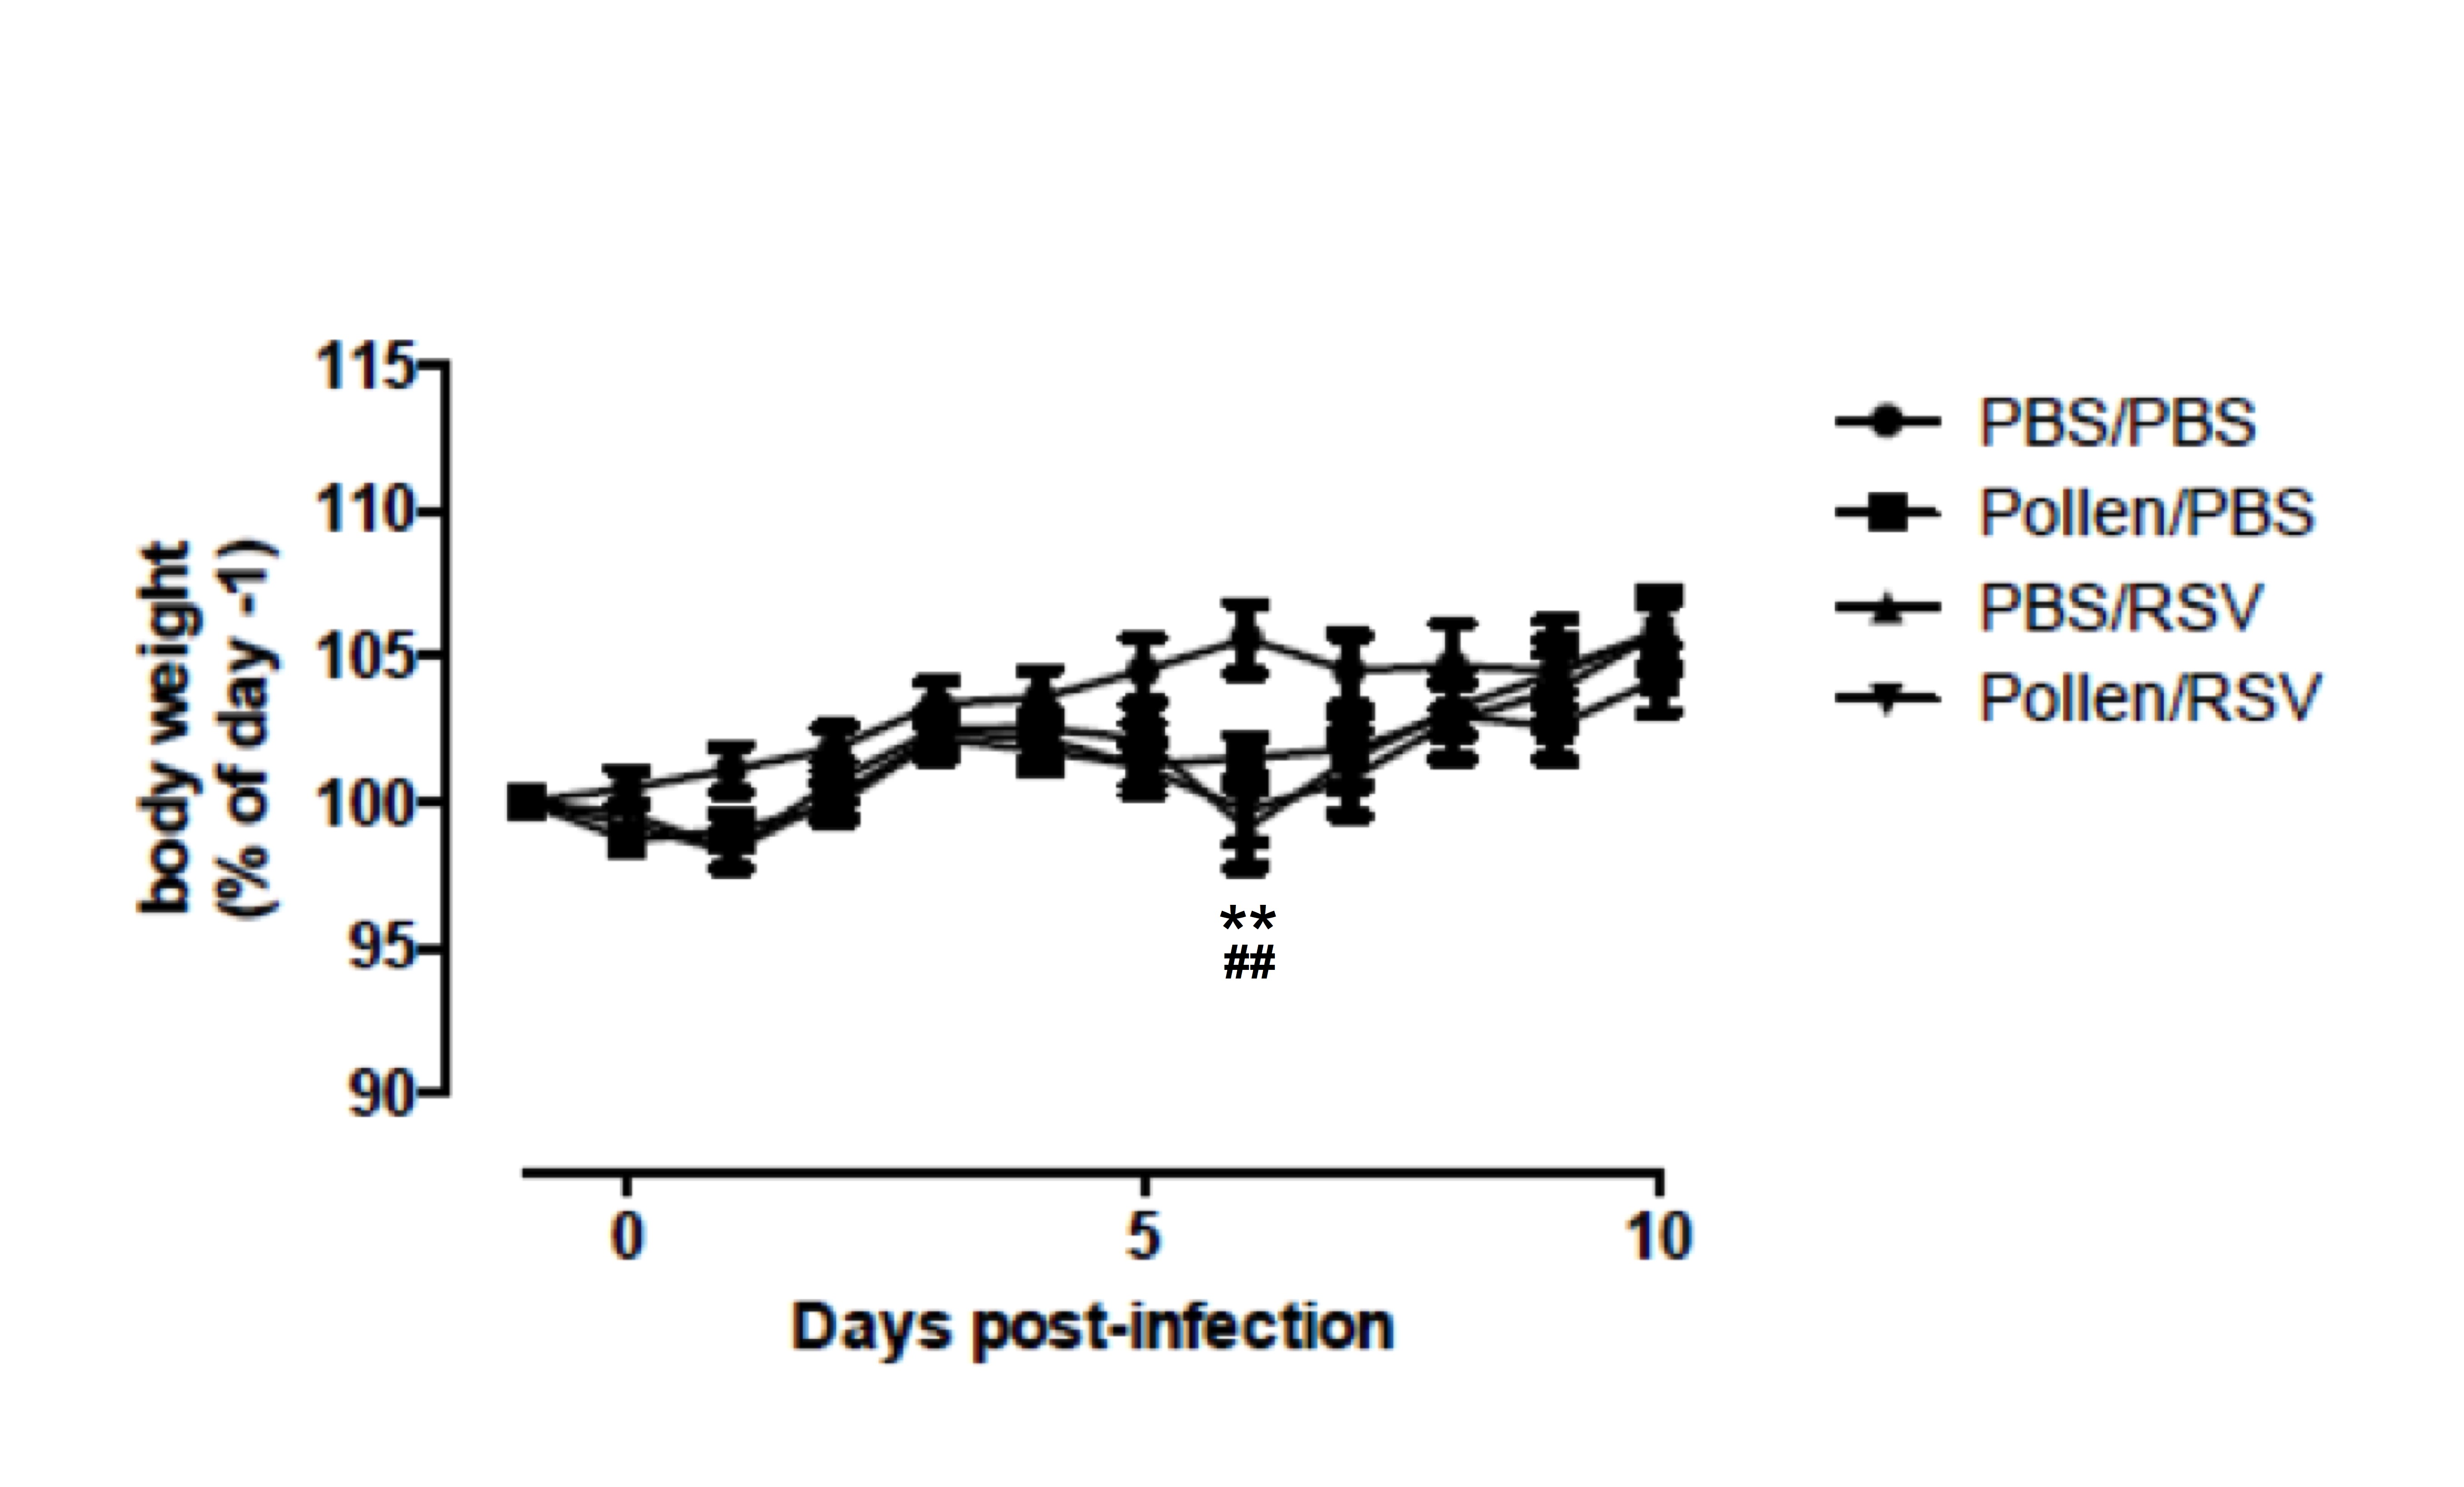 115
110
105
100
95
90
body weight
(% of day -1)
**
##
0 5 10
Days post-infection
PBS/PBS
Pollen/PBS
PBS/RSV
Pollen/RSV